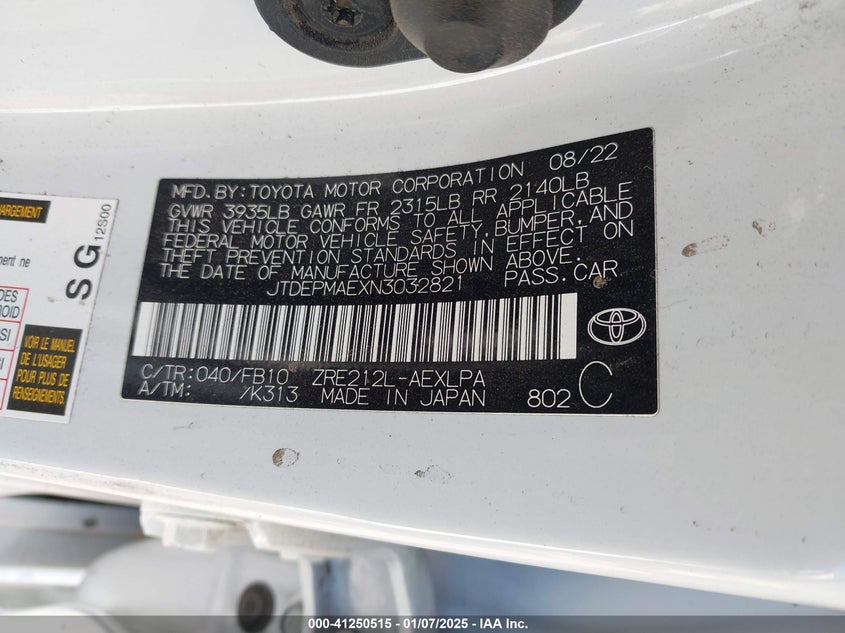 MFD. BY: TOYOTA MOTOR CORPORATION 08/22
GVWR 3935LB GAWR FR 2315LB RR 2140LB
THIS VEHICLE CONFORMS TO ALL APPLICABLE
FEDERAL MOTOR VEHICLE SAFETY, BUMPER, AND
THEFT PREVENTION STANDARDS IN EFFECT ON
THE DATE OF MANUFACTURE SHOWN ABOVE.
JTDEPMAEXN3032821 PASS. CAR
C/TR: 040/FB10 ZRE212L-AEXLPA
A/TM: /K313 MADE IN JAPAN 802 C
SG 12S00
VOIR LE MANUEL
DE L'USAGER
POUR PLUS DE
RENSEIGNEMENTS.
000-41250515 — 01/07/2025 — IAA Inc.